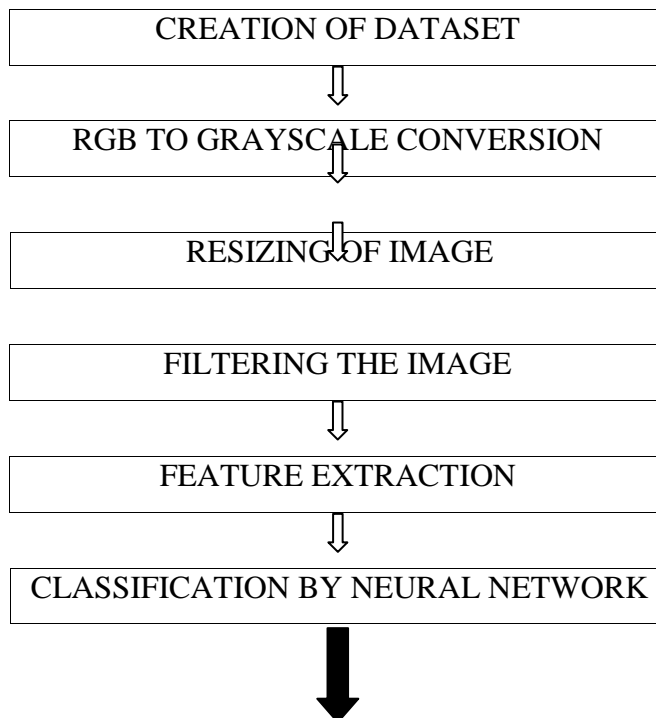 CREATION OF DATASET
RGB TO GRAYSCALE CONVERSION
RESIZING OF IMAGE
FILTERING THE IMAGE
FEATURE EXTRACTION
CLASSIFICATION BY NEURAL NETWORK